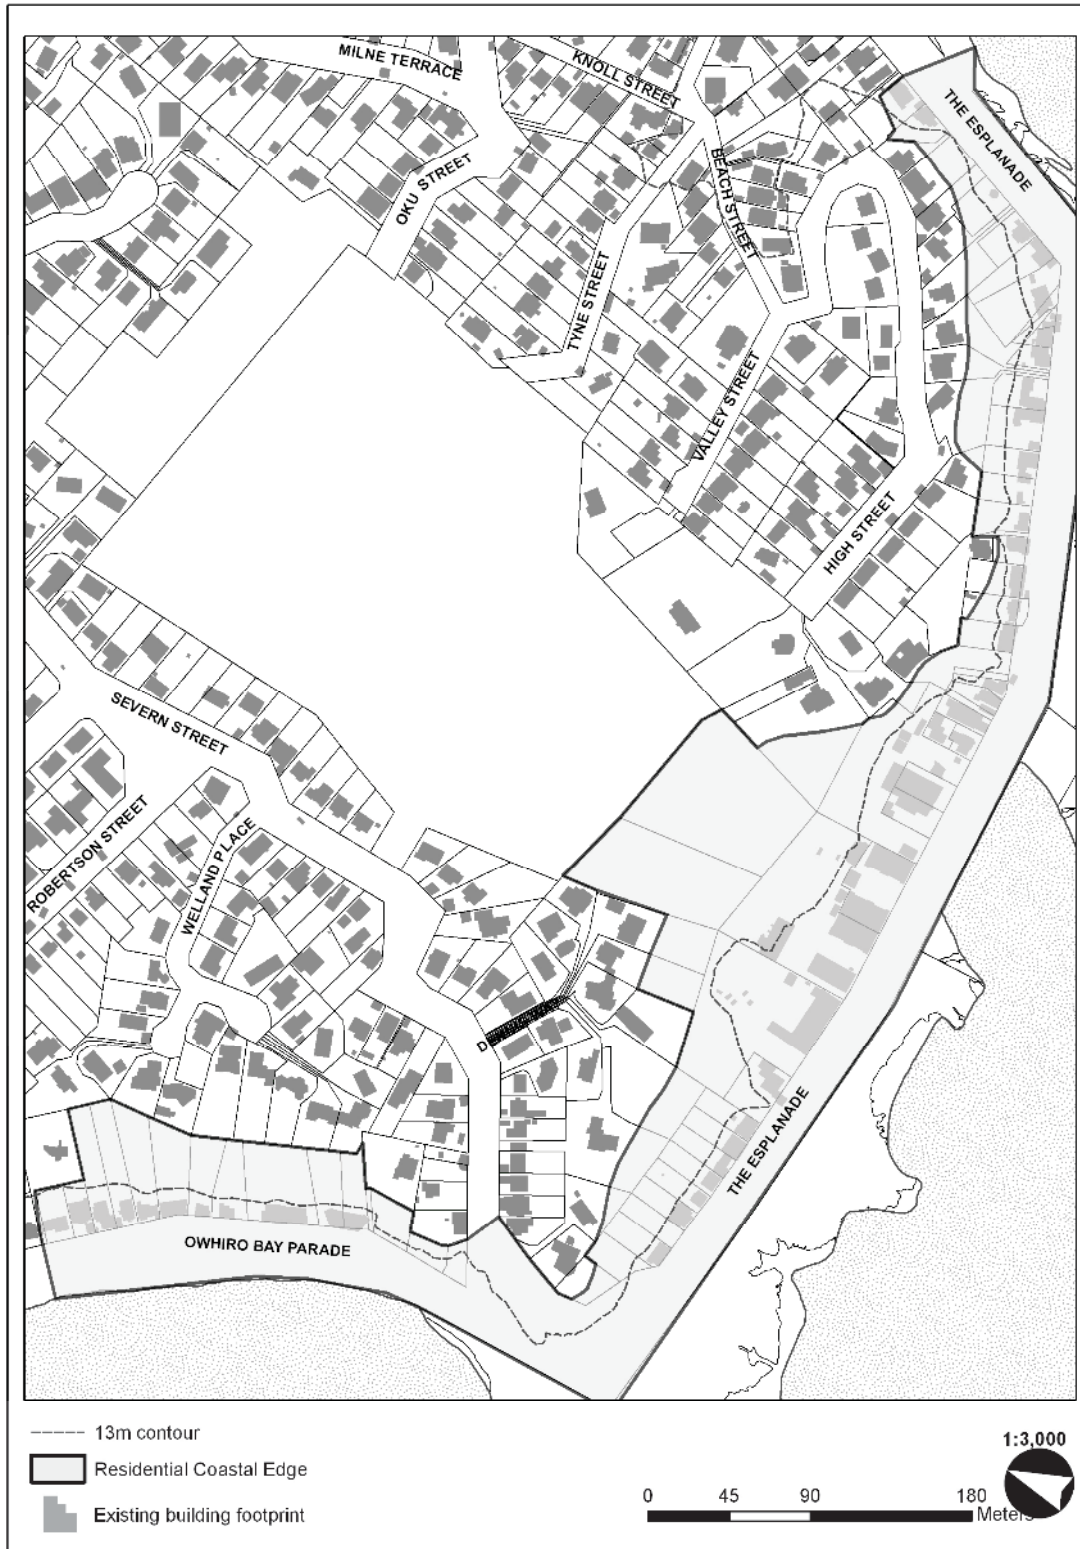 MILNE TERRACE
KNOLL STREET
THE ESPLANADE
OKU STREET
BEACH STREET
TYNE STREET
VALLEY STREET
HIGH STREET
SEVERN STREET
ROBERTSON STREET
WELLAND PLACE
D
THE ESPLANADE
OWHIRO BAY PARADE
13m contour
Residential Coastal Edge
Existing building footprint
1:3,000
0 45 90 180
Meters